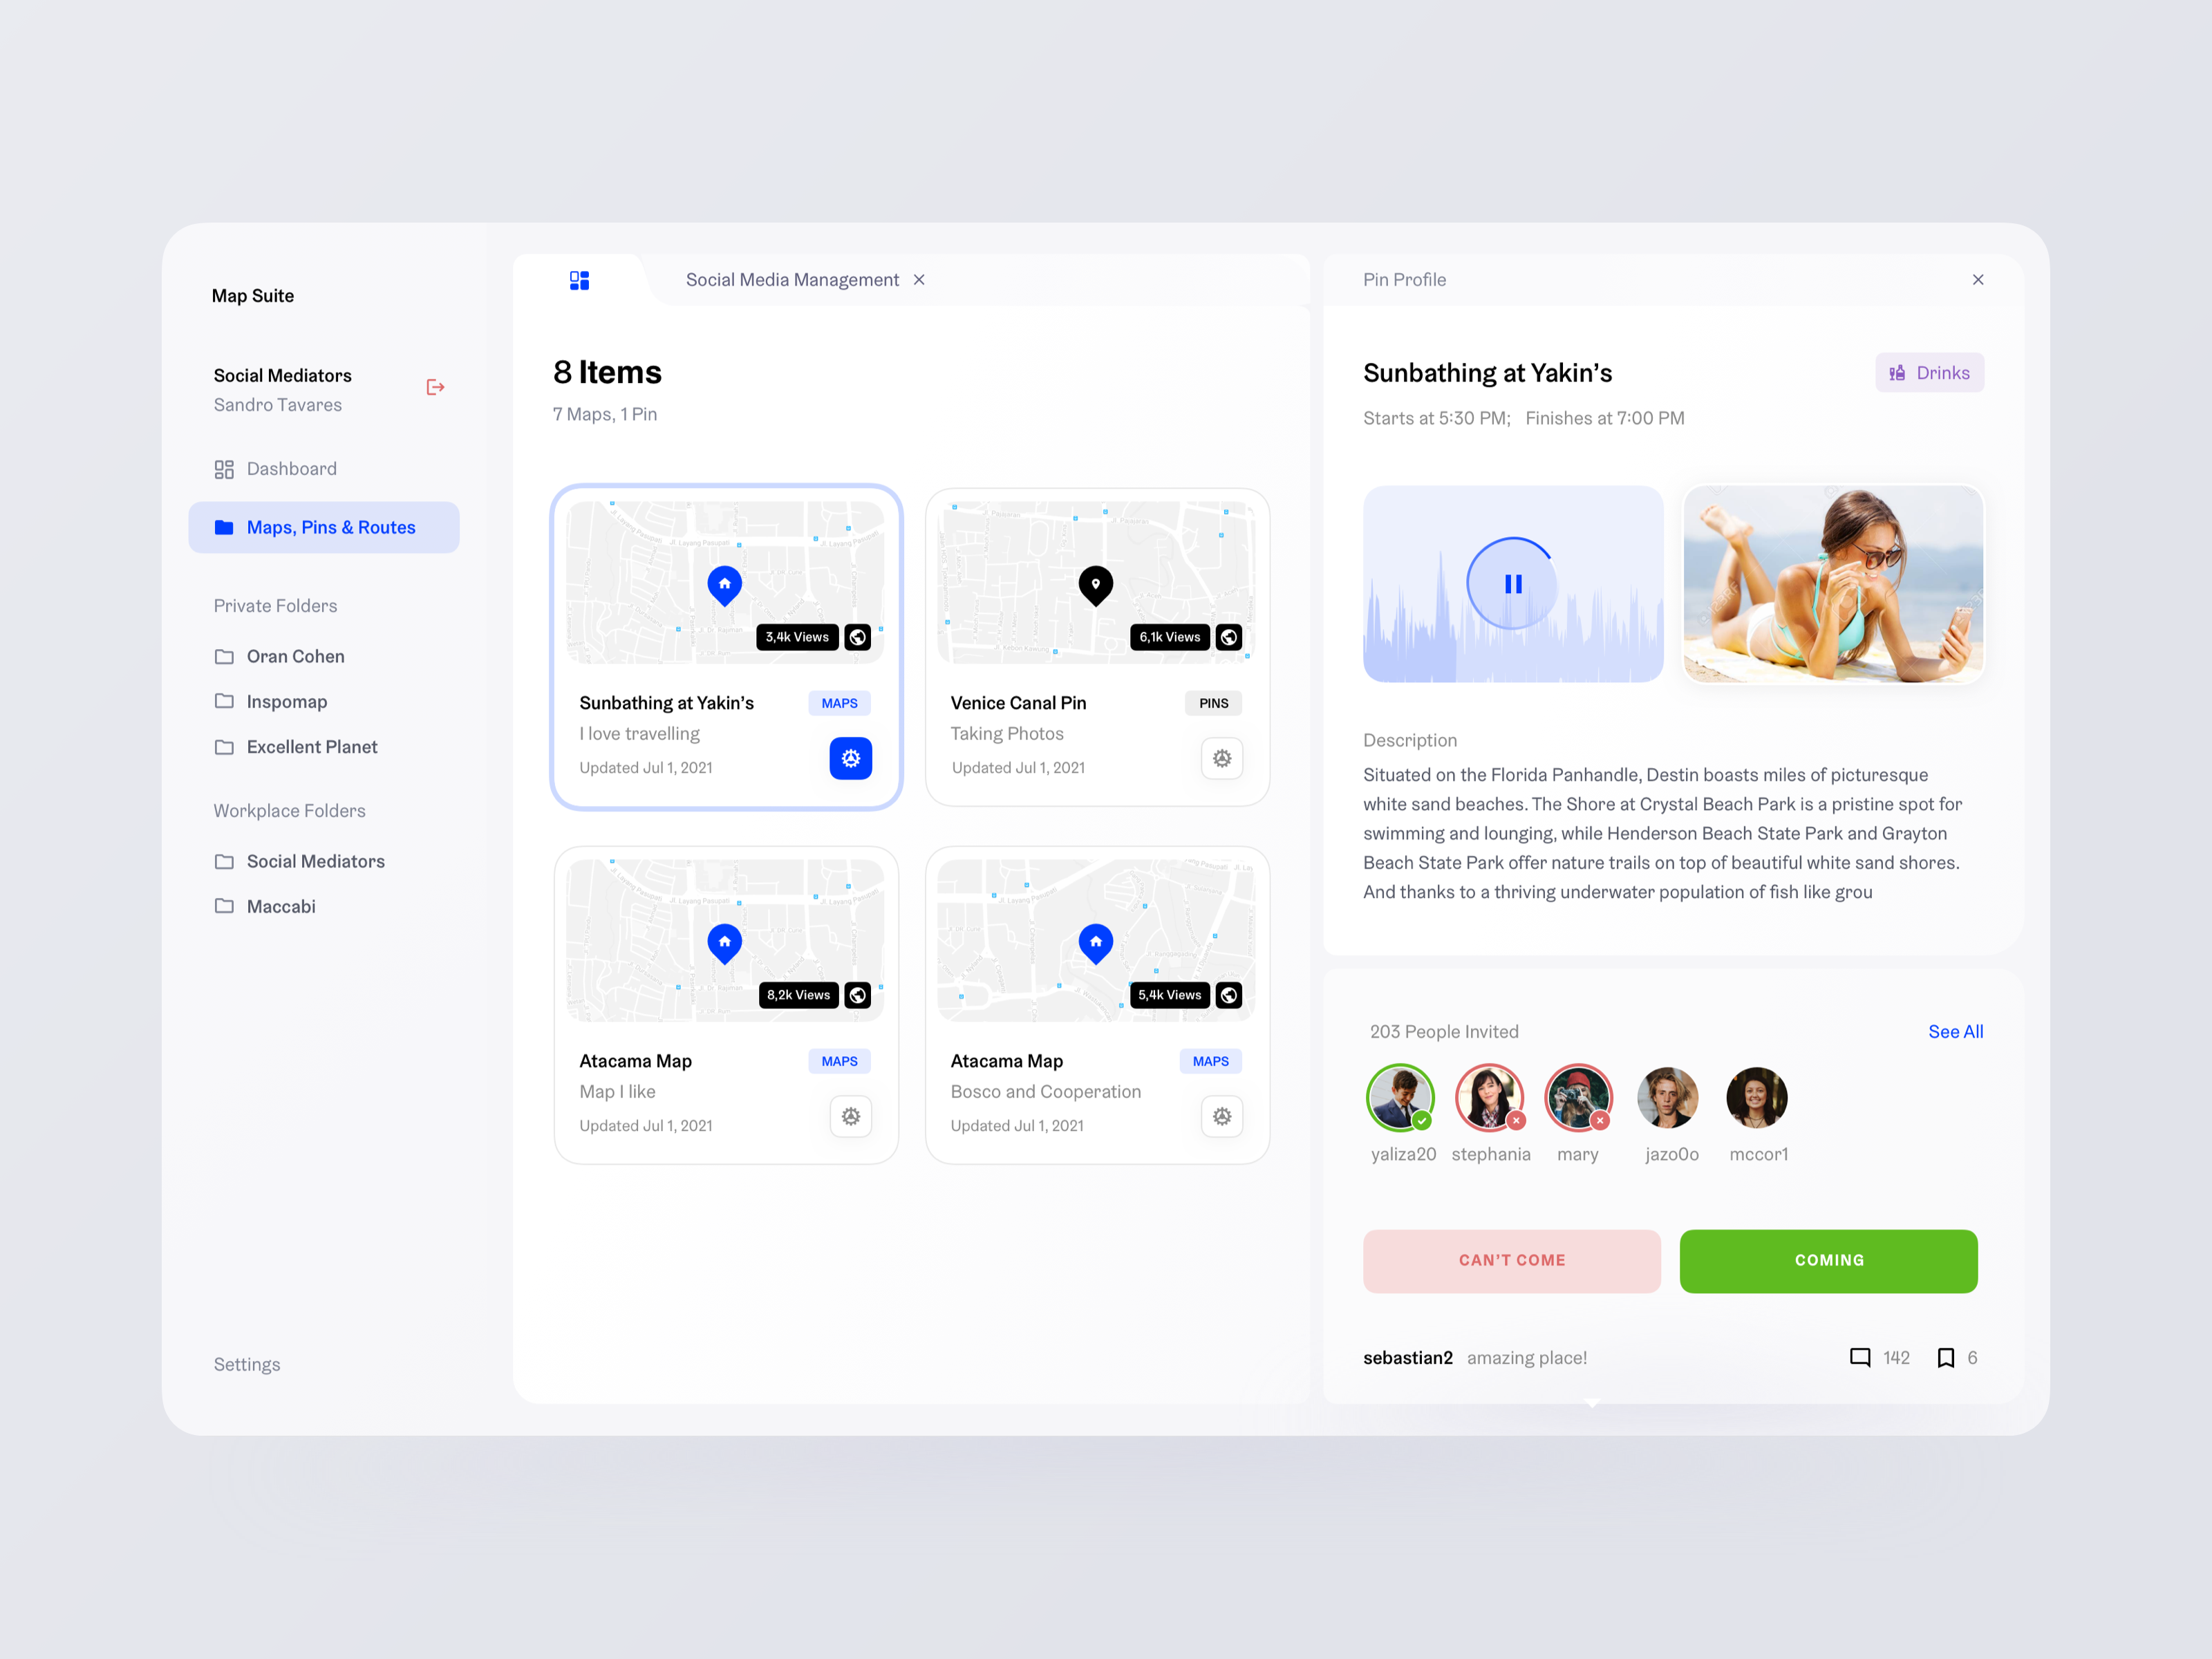 Map Suite
Social Mediators
Sandro Tavares
Dashboard
Maps, Pins & Routes
Private Folders
Oran Cohen
Inspomap
Excellent Planet
Workplace Folders
Social Mediators
Maccabi
Settings
Social Media Management
8 Items
7 Maps, 1 Pin
Jl. Layang Pasupati
3,4k Views
Sunbathing at Yakin’s
MAPS
I love travelling
Updated Jul 1, 2021
6,1k Views
Venice Canal Pin
PINS
Taking Photos
Updated Jul 1, 2021
Jl. Layang Pasupati
8,2k Views
Atacama Map
MAPS
Map I like
Updated Jul 1, 2021
Jl. Layang Pasupati
5,4k Views
Atacama Map
MAPS
Bosco and Cooperation
Updated Jul 1, 2021
Pin Profile
Sunbathing at Yakin’s
Drinks
Starts at 5:30 PM; Finishes at 7:00 PM
Description
Situated on the Florida Panhandle, Destin boasts miles of picturesque
white sand beaches. The Shore at Crystal Beach Park is a pristine spot for
swimming and lounging, while Henderson Beach State Park and Grayton
Beach State Park offer nature trails on top of beautiful white sand shores.
And thanks to a thriving underwater population of fish like grou
203 People Invited
See All
yaliza20 stephania mary jazo0o mccor1
CAN’T COME
COMING
sebastian2 amazing place!
142
6